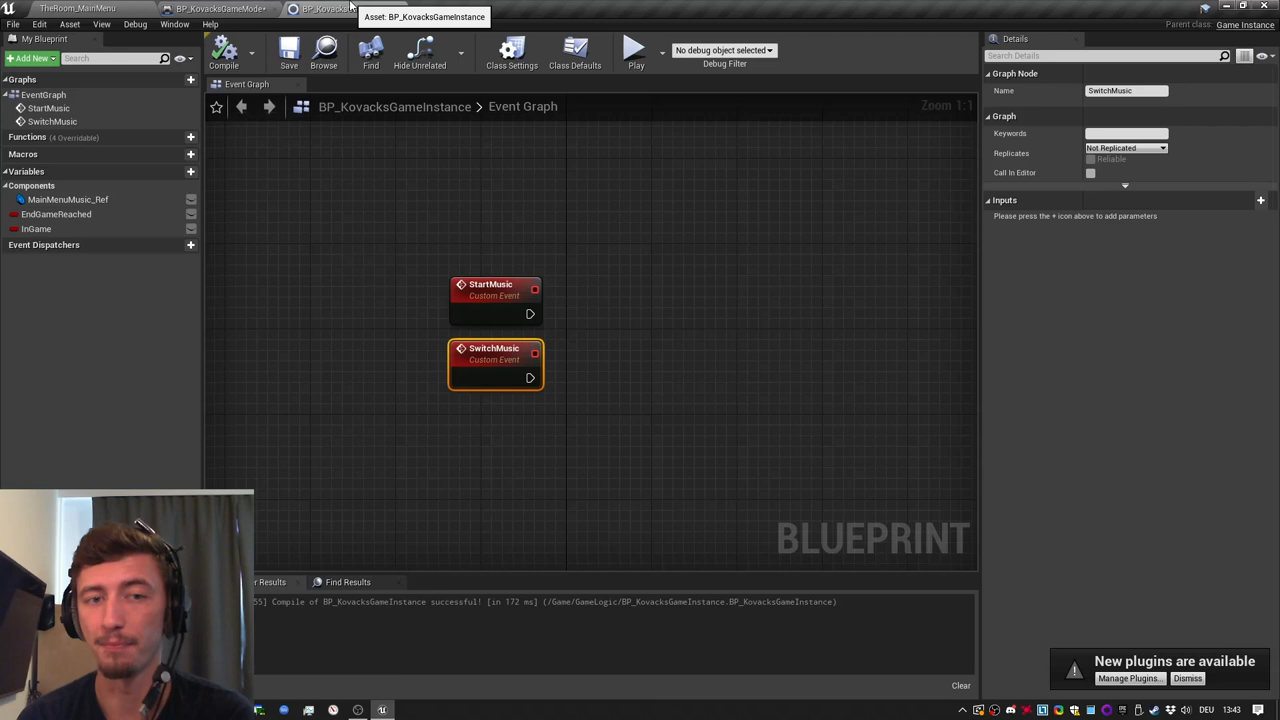 TheRoom_MainMenu
BP_KovacksGameMode*
BP_Kovacks
Asset: BP_KovacksGameInstance
File Edit Asset View Debug Window Help
Parent class: Game Instance
My Blueprint
Add New
Search
Compile
Save
Browse
Find
Hide Unrelated
Class Settings
Class Defaults
Play
No debug object selected
Debug Filter
Details
Search Details
Graphs
EventGraph
StartMusic
SwitchMusic
Functions (4 Overridable)
Macros
Variables
Components
MainMenuMusic_Ref
EndGameReached
InGame
Event Dispatchers
Event Graph
BP_KovacksGameInstance > Event Graph
Zoom 1:1
StartMusic
Custom Event
SwitchMusic
Custom Event
BLUEPRINT
Graph Node
Name SwitchMusic
Graph
Keywords
Replicates Not Replicated
Reliable
Call In Editor
Inputs
Please press the + icon above to add parameters
er Results
Find Results
55] Compile of BP_KovacksGameInstance successful! [in 172 ms] (/Game/GameLogic/BP_KovacksGameInstance.BP_KovacksGameInstance)
Clear
New plugins are available
Manage Plugins...
Dismiss
DEU 13:43